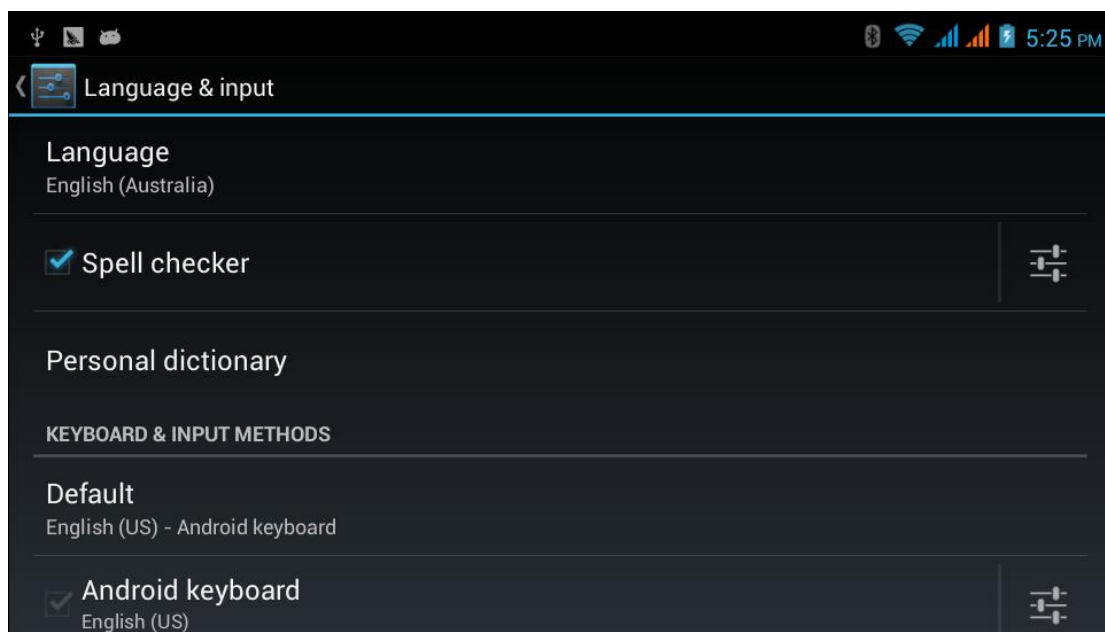 5:25 PM
Language & input
Language
English (Australia)
Spell checker
Personal dictionary
KEYBOARD & INPUT METHODS
Default
English (US) - Android keyboard
Android keyboard
English (US)